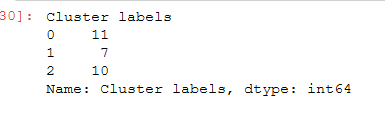 30]: Cluster labels
0    11
1     7
2    10
Name: Cluster labels, dtype: int64